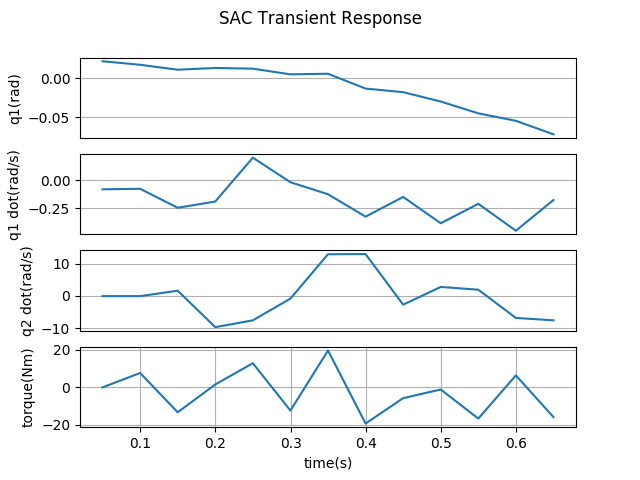 SAC Transient Response
q1(rad)
0.00
−0.05
q1 dot(rad/s)
0.00
−0.25
q2 dot(rad/s)
10
0
−10
torque(Nm)
20
0
−20
0.1 0.2 0.3 0.4 0.5 0.6
time(s)